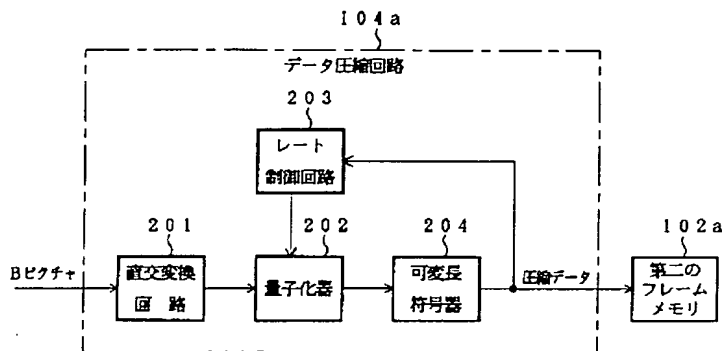 104a
データ圧縮回路
203
レート
制御回路
201
202
204
102a
Bピクチャ
直交変換
回路
量子化器
可変長
符号器
圧縮データ
第二の
フレーム
メモリ